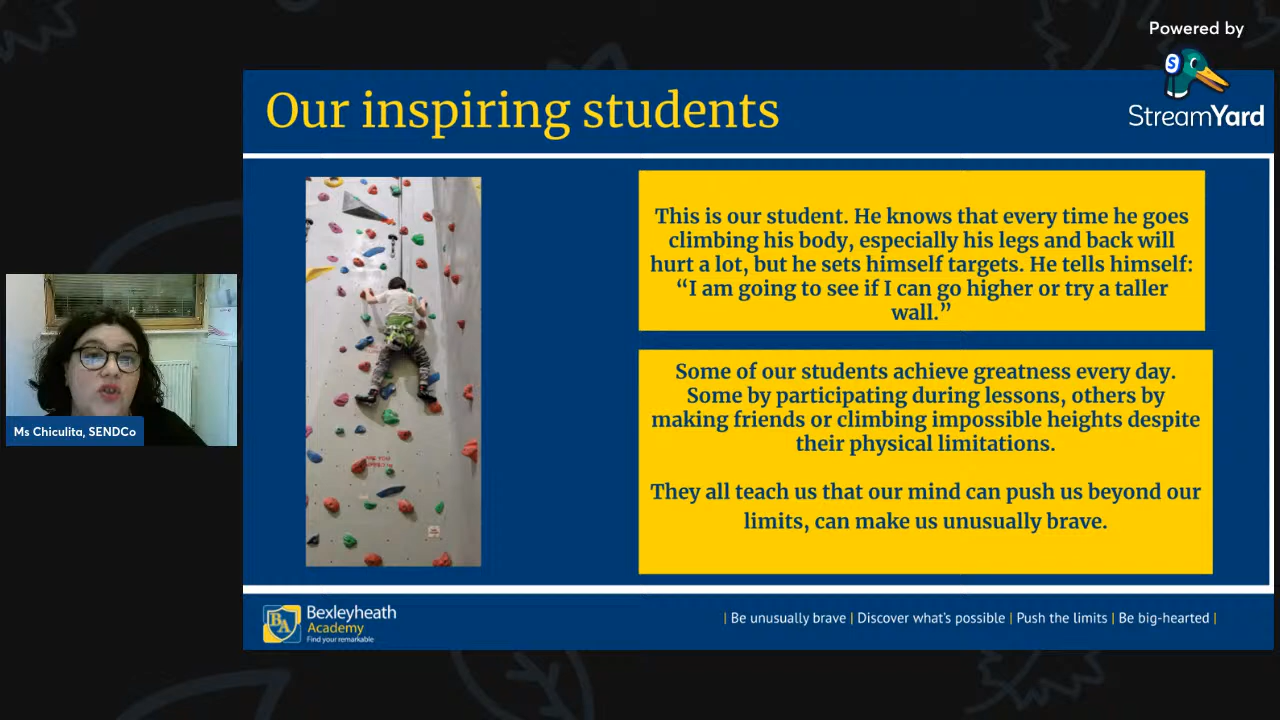 Powered by
StreamYard
Our inspiring students
This is our student. He knows that every time he goes
climbing his body, especially his legs and back will
hurt a lot, but he sets himself targets. He tells himself:
“I am going to see if I can go higher or try a taller
wall.”
Some of our students achieve greatness every day.
Some by participating during lessons, others by
making friends or climbing impossible heights despite
their physical limitations.
They all teach us that our mind can push us beyond our
limits, can make us unusually brave.
Ms Chiculita, SENDCo
BA
Bexleyheath
Academy
Find your remarkable
| Be unusually brave | Discover what’s possible | Push the limits | Be big-hearted |